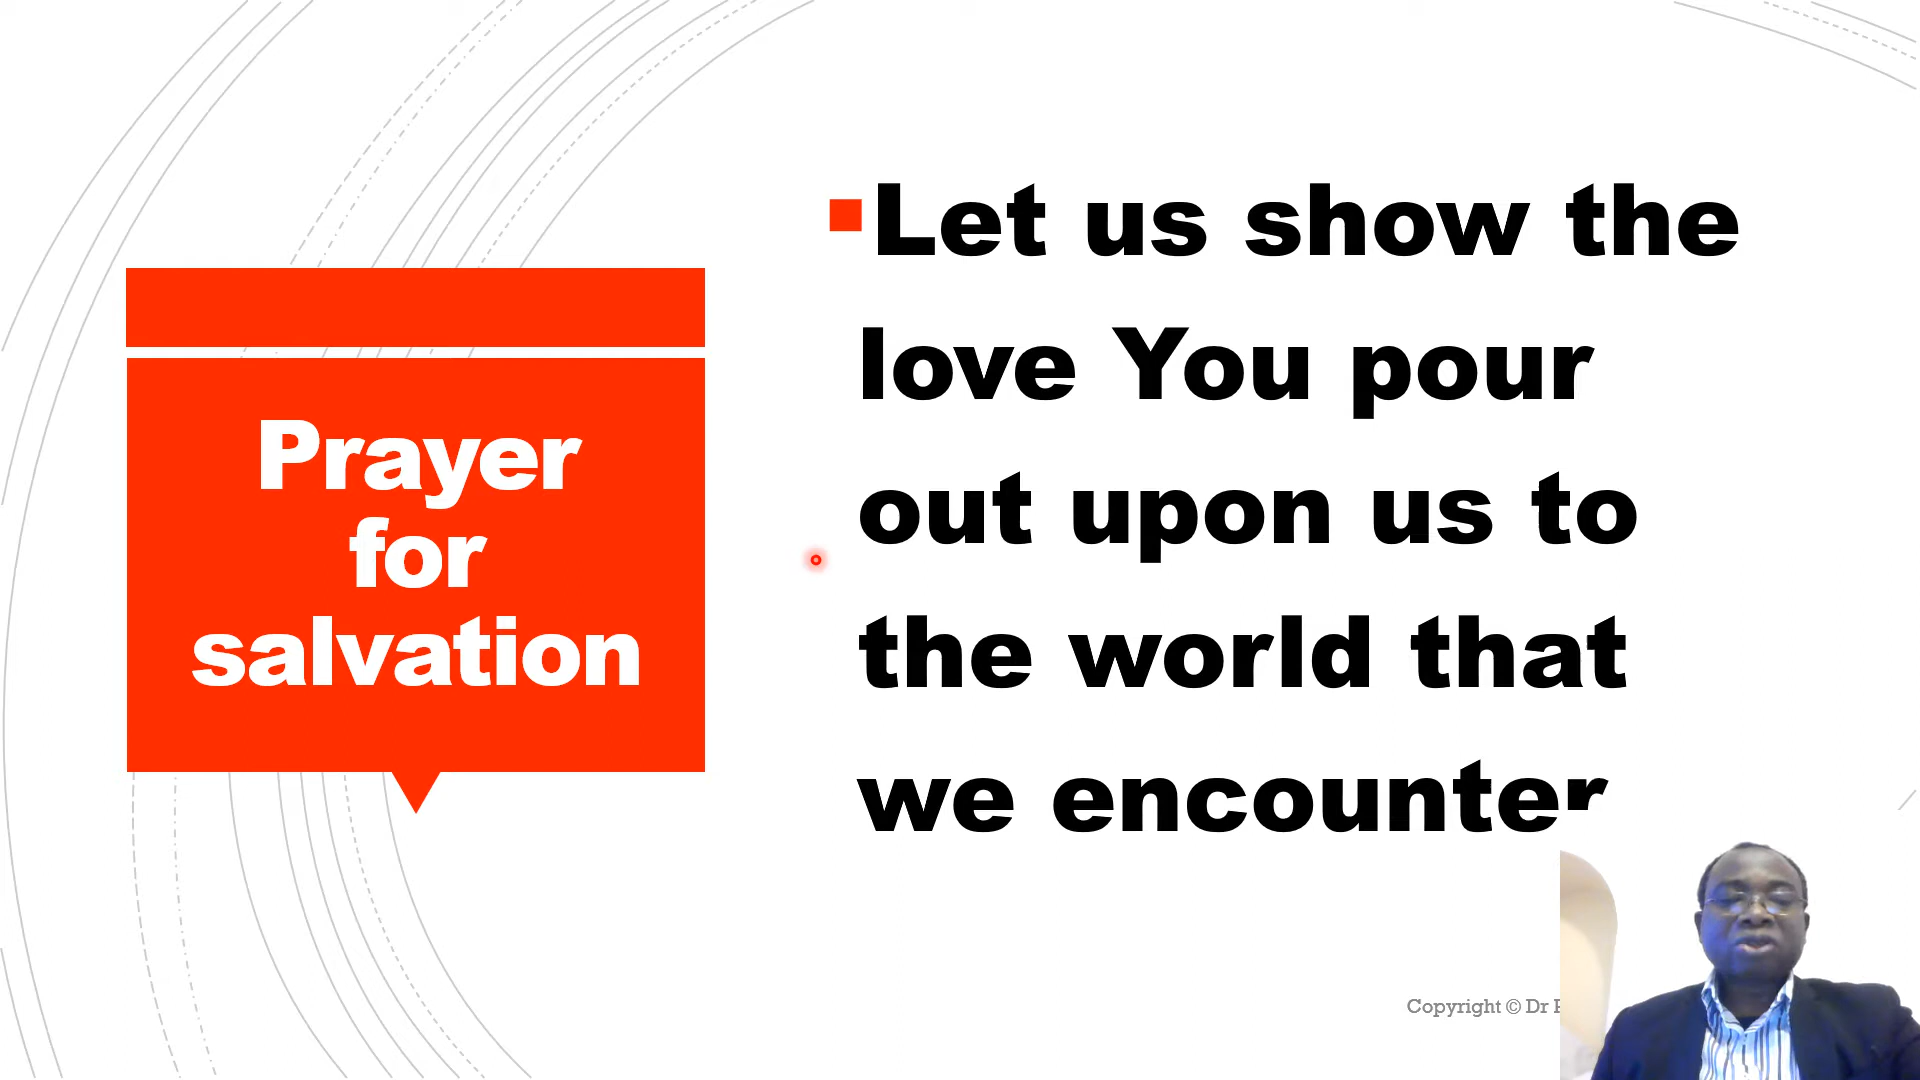 Prayer
for
salvation
Let us show the
love You pour
out upon us to
the world that
we encounter
Copyright © Dr